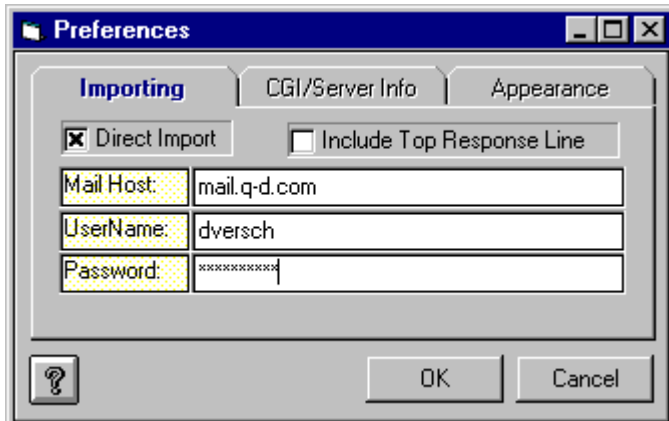 Preferences
Importing CGI/Server Info Appearance
Direct Import Include Top Response Line
Mail Host: mail.q-d.com
UserName: dversch
Password: **********
?
OK Cancel